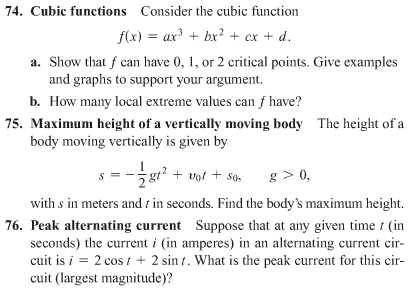 74. Cubic functions Consider the cubic function
f(x) = ax³ + bx² + cx + d.
a. Show that f can have 0, 1, or 2 critical points. Give examples
and graphs to support your argument.
b. How many local extreme values can f have?
75. Maximum height of a vertically moving body The height of a
body moving vertically is given by
s = −½gt² + v₀t + s₀, g > 0,
with s in meters and t in seconds. Find the body's maximum height.
76. Peak alternating current Suppose that at any given time t (in
seconds) the current i (in amperes) in an alternating current cir-
cuit is i = 2 cos t + 2 sin t. What is the peak current for this cir-
cuit (largest magnitude)?